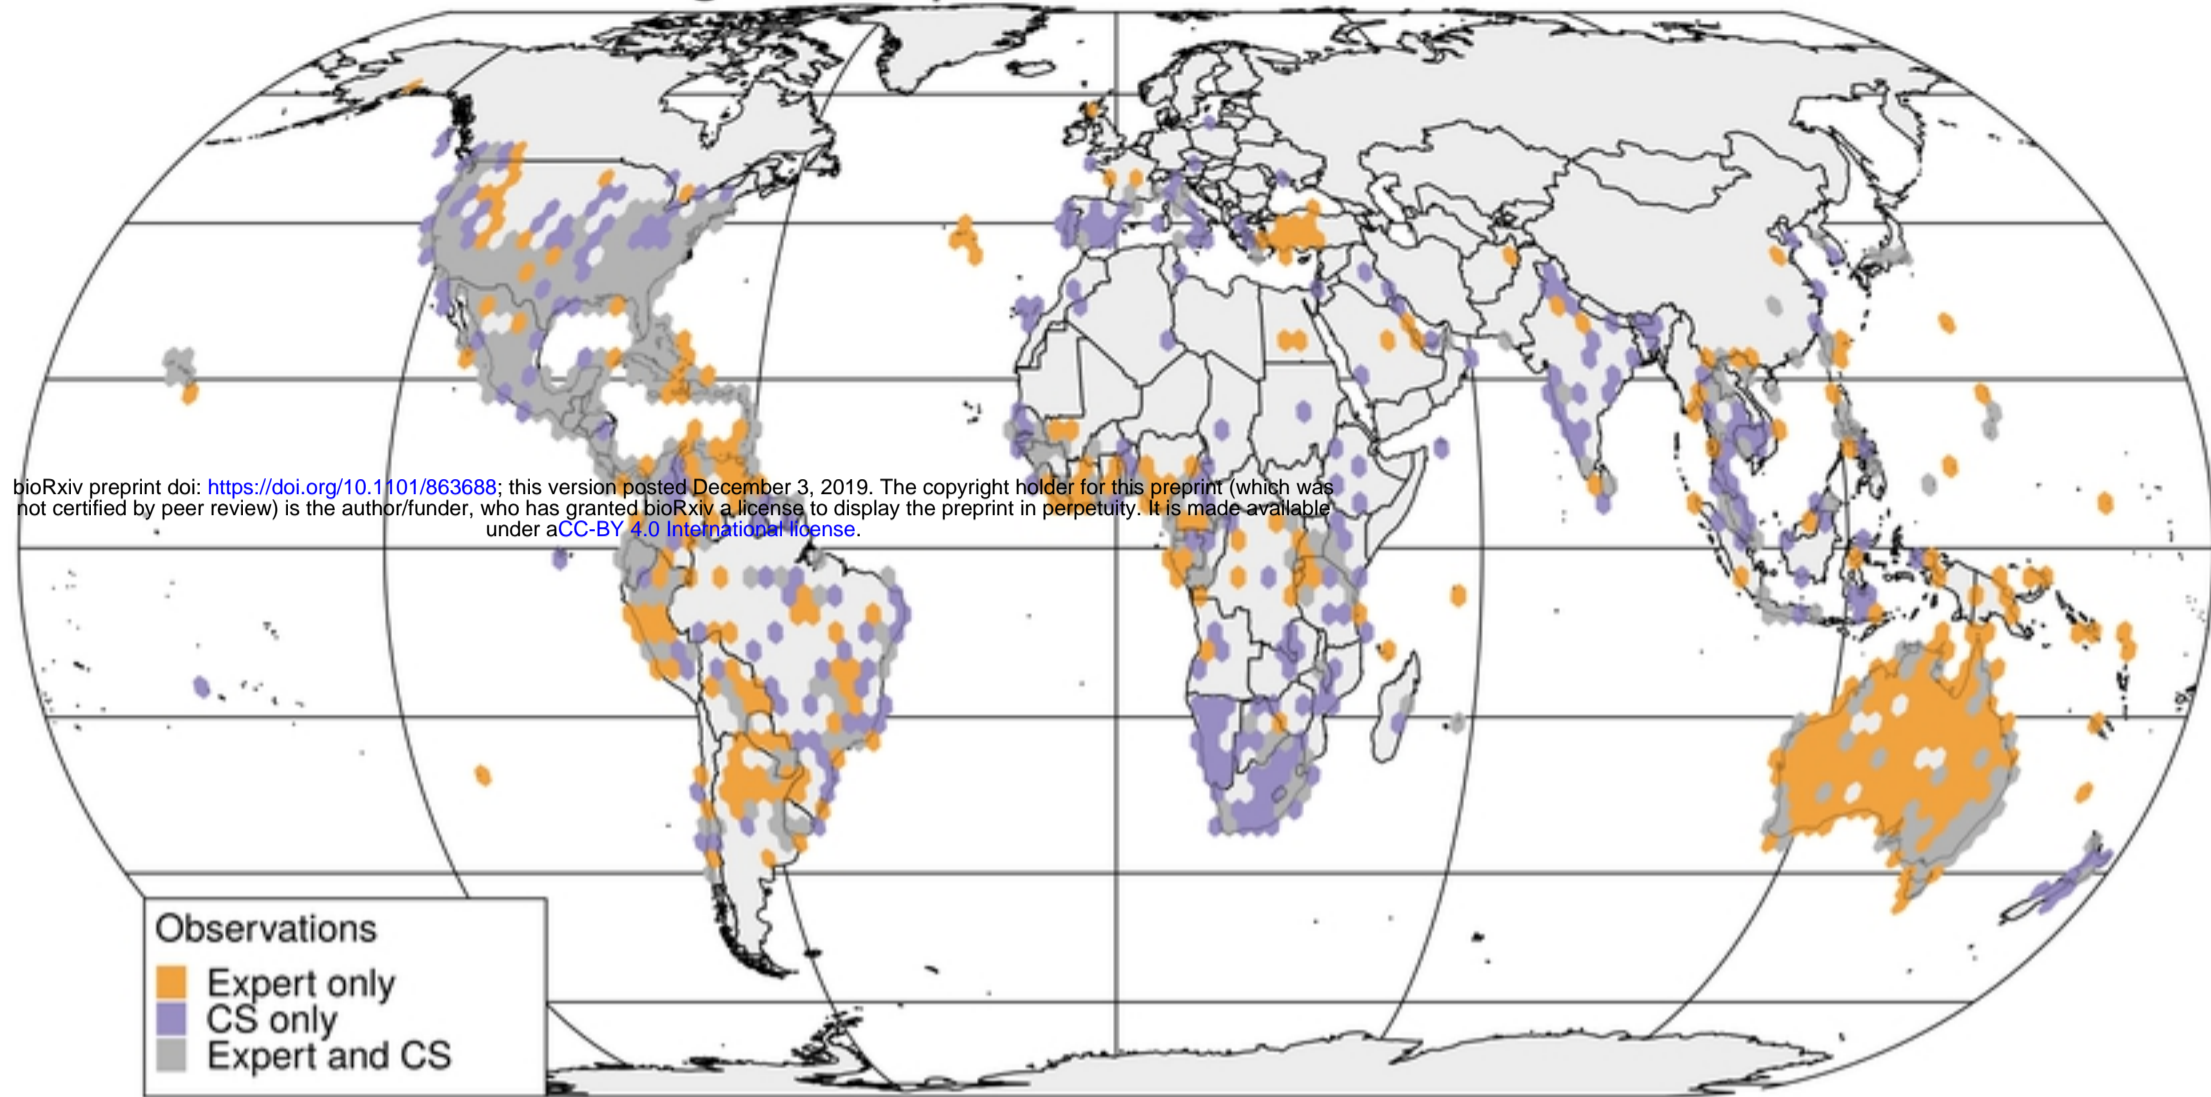 bioRxiv preprint doi: https://doi.org/10.1101/863688; this version posted December 3, 2019. The copyright holder for this preprint (which was
not certified by peer review) is the author/funder, who has granted bioRxiv a license to display the preprint in perpetuity. It is made available
under aCC-BY 4.0 International license.
Observations
Expert only
CS only
Expert and CS